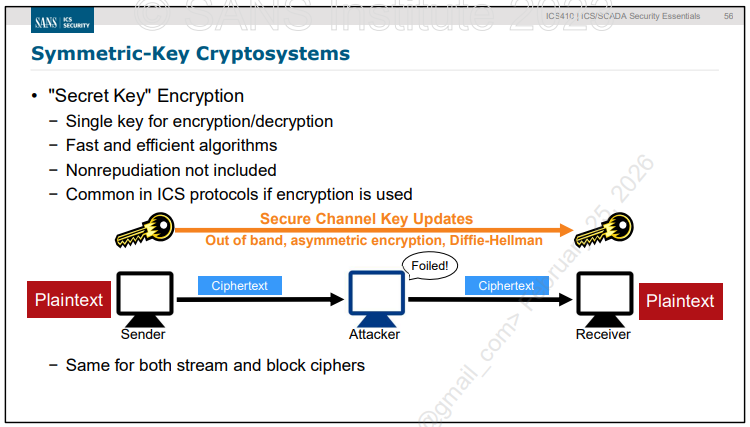 © SANS Institute 2026
SANS | ICS SECURITY
ICS410 | ICS/SCADA Security Essentials 56
Symmetric-Key Cryptosystems
• "Secret Key" Encryption
− Single key for encryption/decryption
− Fast and efficient algorithms
− Nonrepudiation not included
− Common in ICS protocols if encryption is used
Secure Channel Key Updates
Out of band, asymmetric encryption, Diffie-Hellman
Foiled!
Plaintext
Ciphertext
Ciphertext
Plaintext
Sender
Attacker
Receiver
− Same for both stream and block ciphers
@gmail_com> February 25, 2026